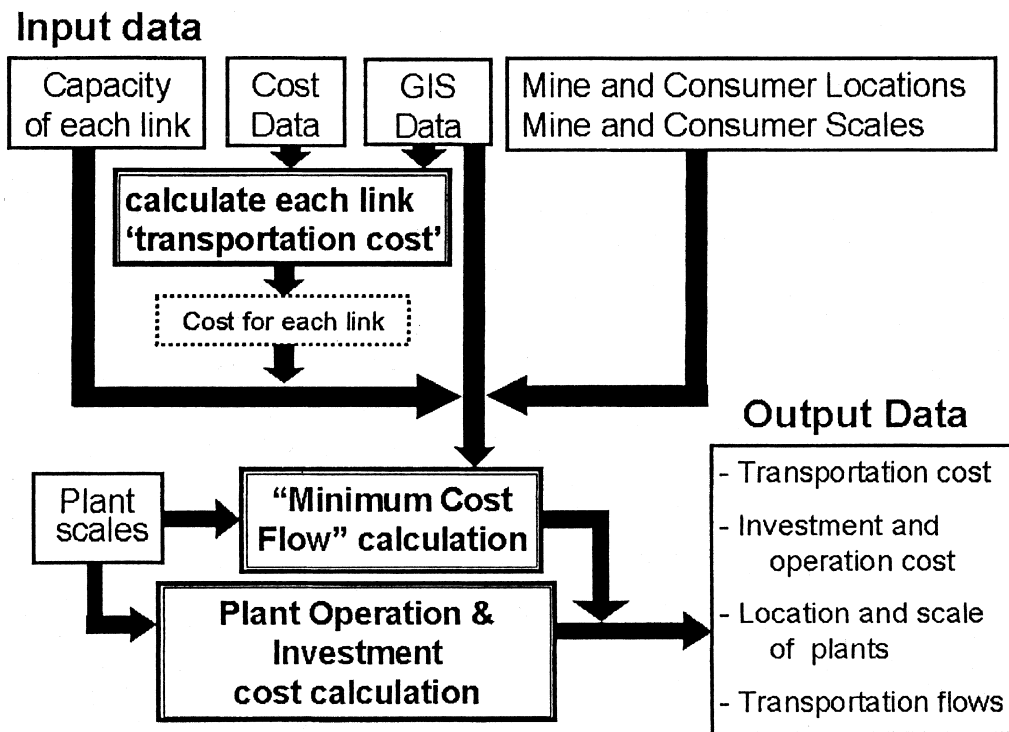 Input data
Capacity
of each link
Cost
Data
GIS
Data
Mine and Consumer Locations
Mine and Consumer Scales
calculate each link
‘transportation cost’
Cost for each link
Plant
scales
“Minimum Cost
Flow” calculation
Plant Operation &
Investment
cost calculation
Output Data
- Transportation cost
- Investment and
operation cost
- Location and scale
of plants
- Transportation flows